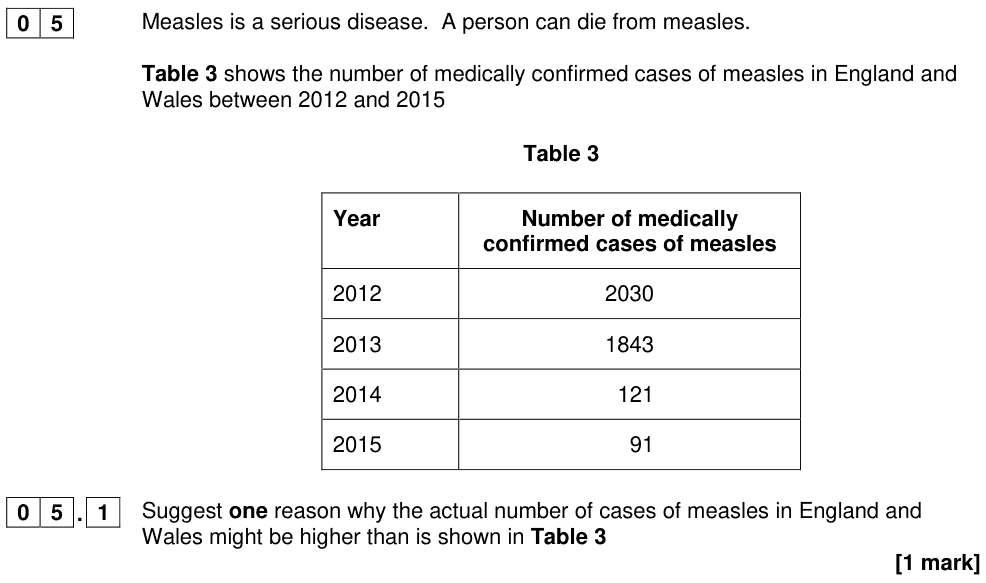 0 5 Measles is a serious disease. A person can die from measles.
Table 3 shows the number of medically confirmed cases of measles in England and
Wales between 2012 and 2015
Table 3
Year Number of medically
confirmed cases of measles
2012 2030
2013 1843
2014 121
2015 91
0 5 . 1 Suggest one reason why the actual number of cases of measles in England and
Wales might be higher than is shown in Table 3
[1 mark]